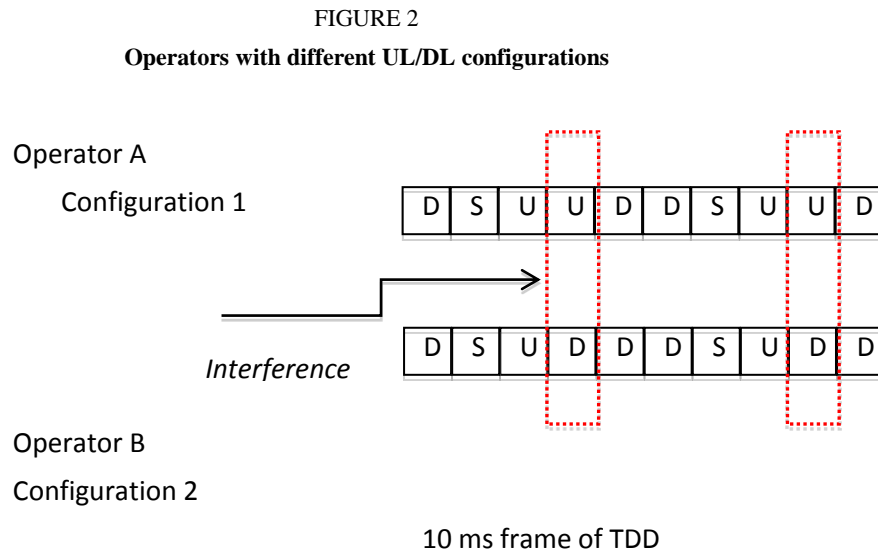 FIGURE 2
Operators with different UL/DL configurations
Operator A
Configuration 1
D S U U D D S U U D
Interference
D S U D D D S U D D
Operator B
Configuration 2
10 ms frame of TDD